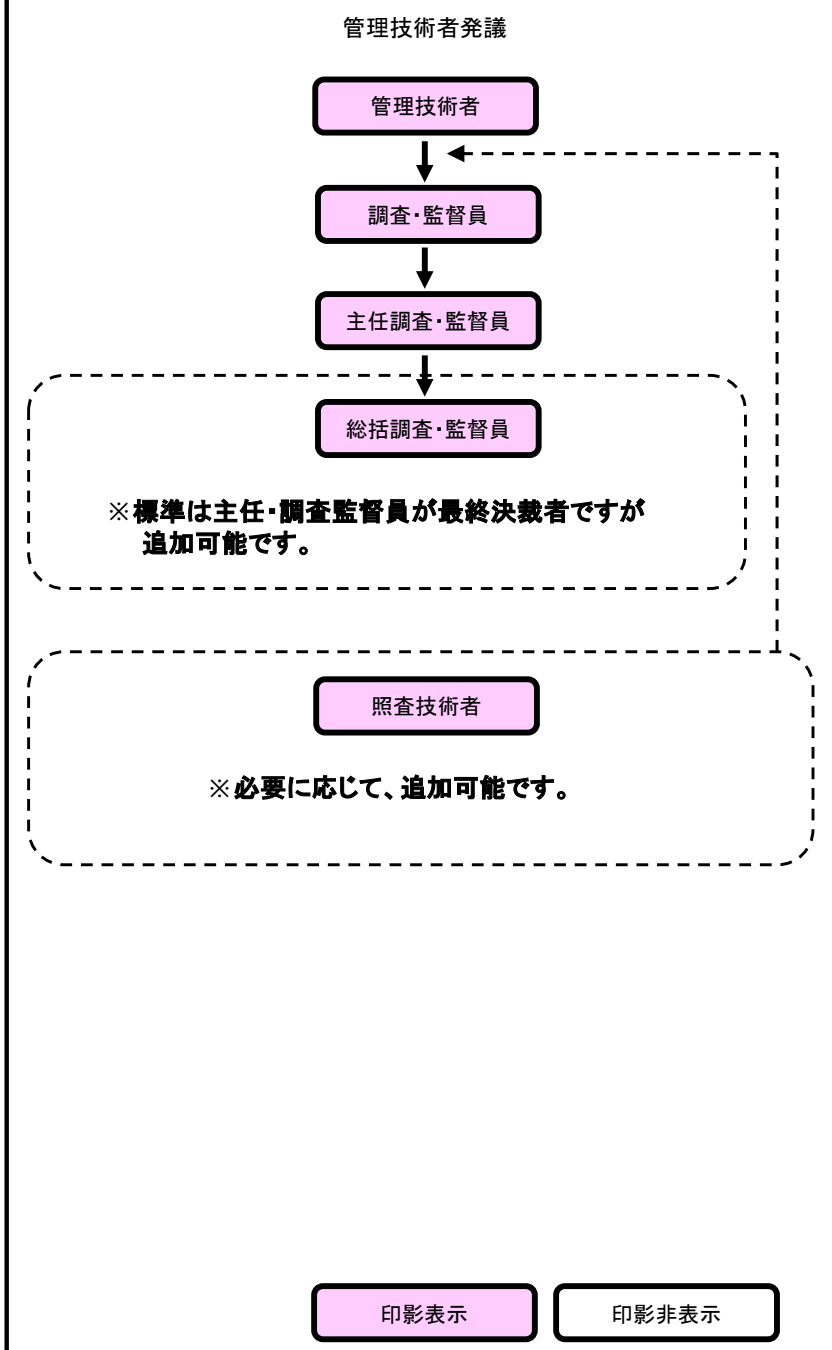 管理技術者発議
管理技術者
調査・監督員
主任調査・監督員
総括調査・監督員
※標準は主任・調査監督員が最終決裁者ですが
追加可能です。
照査技術者
※必要に応じて、追加可能です。
印影表示
印影非表示